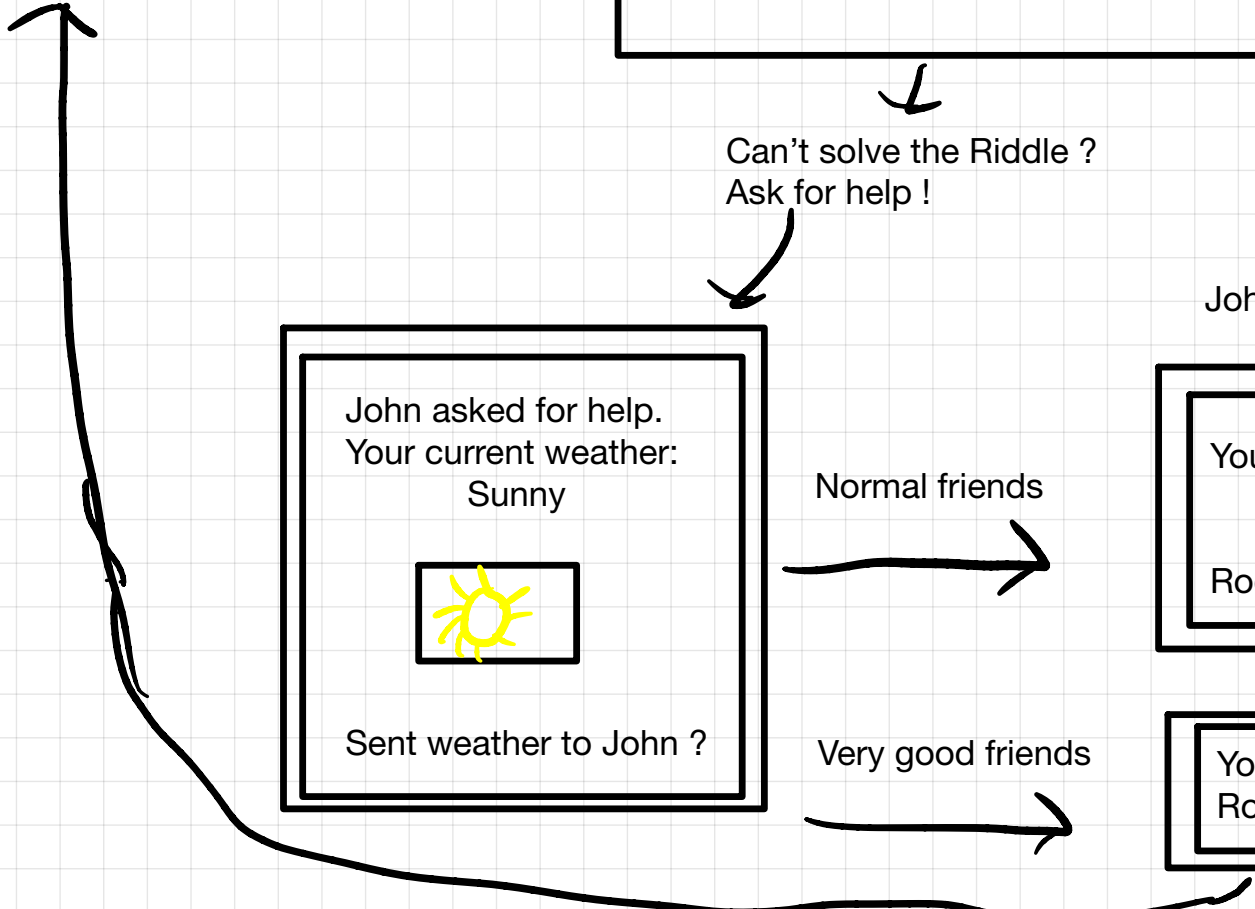 Can’t solve the Riddle ?
Ask for help !
John asked for help.
Your current weather:
Sunny
Normal friends
Sent weather to John ?
Very good friends